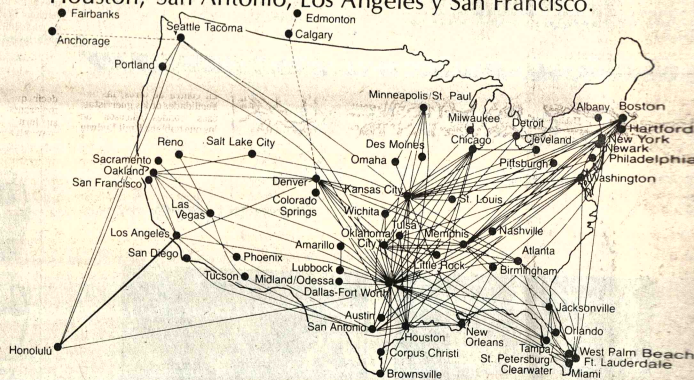 Houston, San Antonio, Los Angeles y San Francisco.
Fairbanks
Edmonton
Anchorage
Seattle Tacoma
Calgary
Portland
Minneapolis/St. Paul
Milwaukee
Detroit
Albany
Boston
Hartford
New York
Newark
Philadelphia
Washington
Reno
Salt Lake City
Des Moines
Chicago
Cleveland
Omaha
Pittsburgh
Sacramento
Oakland
San Francisco
Denver
Kansas City
Colorado
Springs
St. Louis
Las
Vegas
Wichita
Tulsa
Oklahoma
City
Memphis
Nashville
Los Angeles
San Diego
Phoenix
Tucson
Amarillo
Lubbock
Midland/Odessa
Dallas-Fort Worth
Little Rock
Atlanta
Birmingham
Austin
San Antonio
Houston
New
Orleans
Jacksonville
Orlando
Tampa
St. Petersburg
Clearwater
West Palm Beach
Ft. Lauderdale
Miami
Honolulú
Corpus Christi
Brownsville